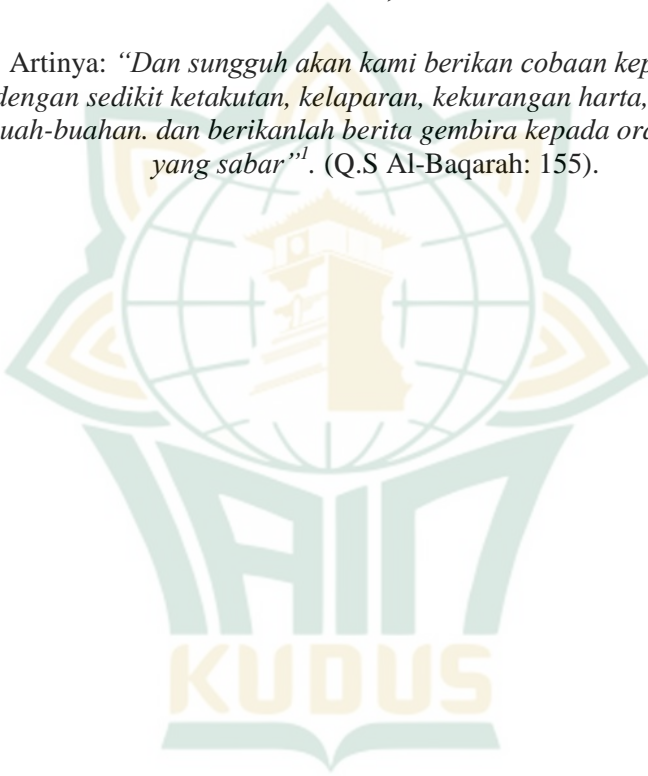 Artinya: “Dan sungguh akan kami berikan cobaan kep
dengan sedikit ketakutan, kelaparan, kekurangan harta,
uah-buahan. dan berikanlah berita gembira kepada ora
yang sabar”1. (Q.S Al-Baqarah: 155).
IAIN
KUDUS